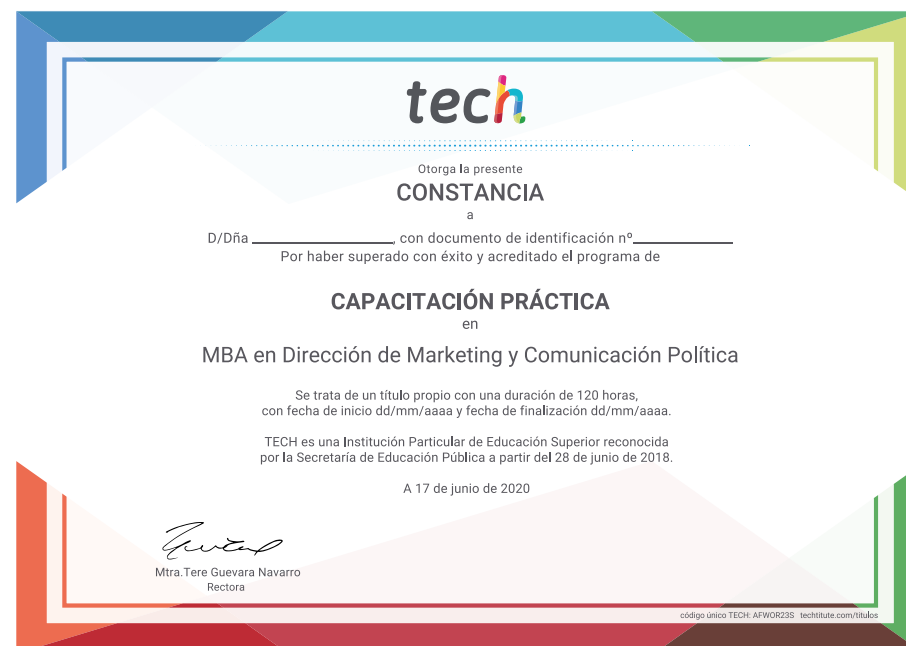 tech
Otorga la presente
CONSTANCIA
a
D/Dña ____________________, con documento de identificación nº______________
Por haber superado con éxito y acreditado el programa de
CAPACITACIÓN PRÁCTICA
en
MBA en Dirección de Marketing y Comunicación Política
Se trata de un título propio con una duración de 120 horas,
con fecha de inicio dd/mm/aaaa y fecha de finalización dd/mm/aaaa.
TECH es una Institución Particular de Educación Superior reconocida
por la Secretaría de Educación Pública a partir del 28 de junio de 2018.
A 17 de junio de 2020
Mtra.Tere Guevara Navarro
Rectora
código único TECH: AFWOR23S techtitute.com/títulos